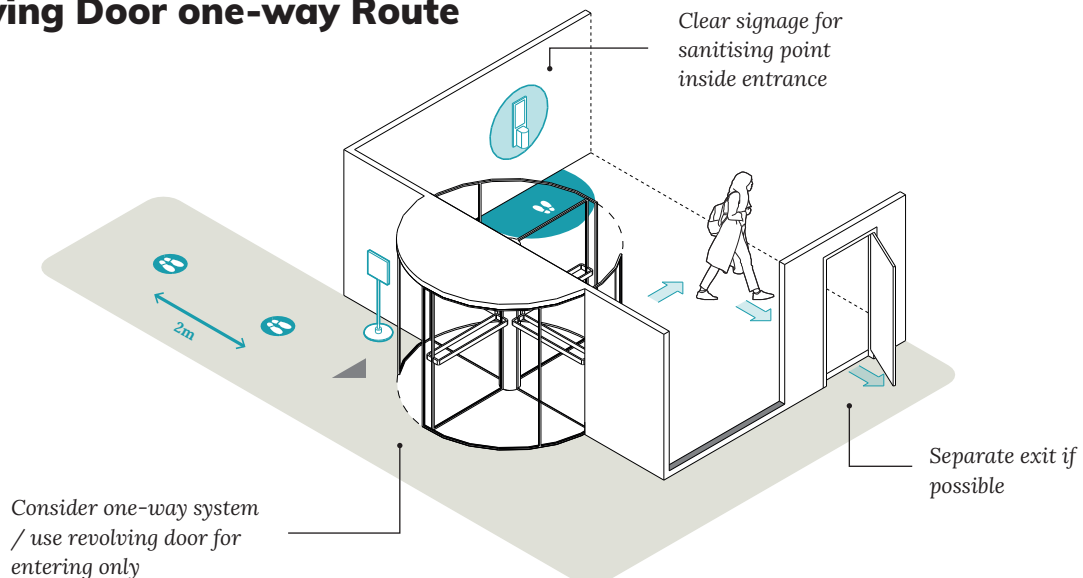 ving Door one-way Route
Clear signage for
sanitising point
inside entrance
2m
Separate exit if
possible
Consider one-way system
/ use revolving door for
entering only